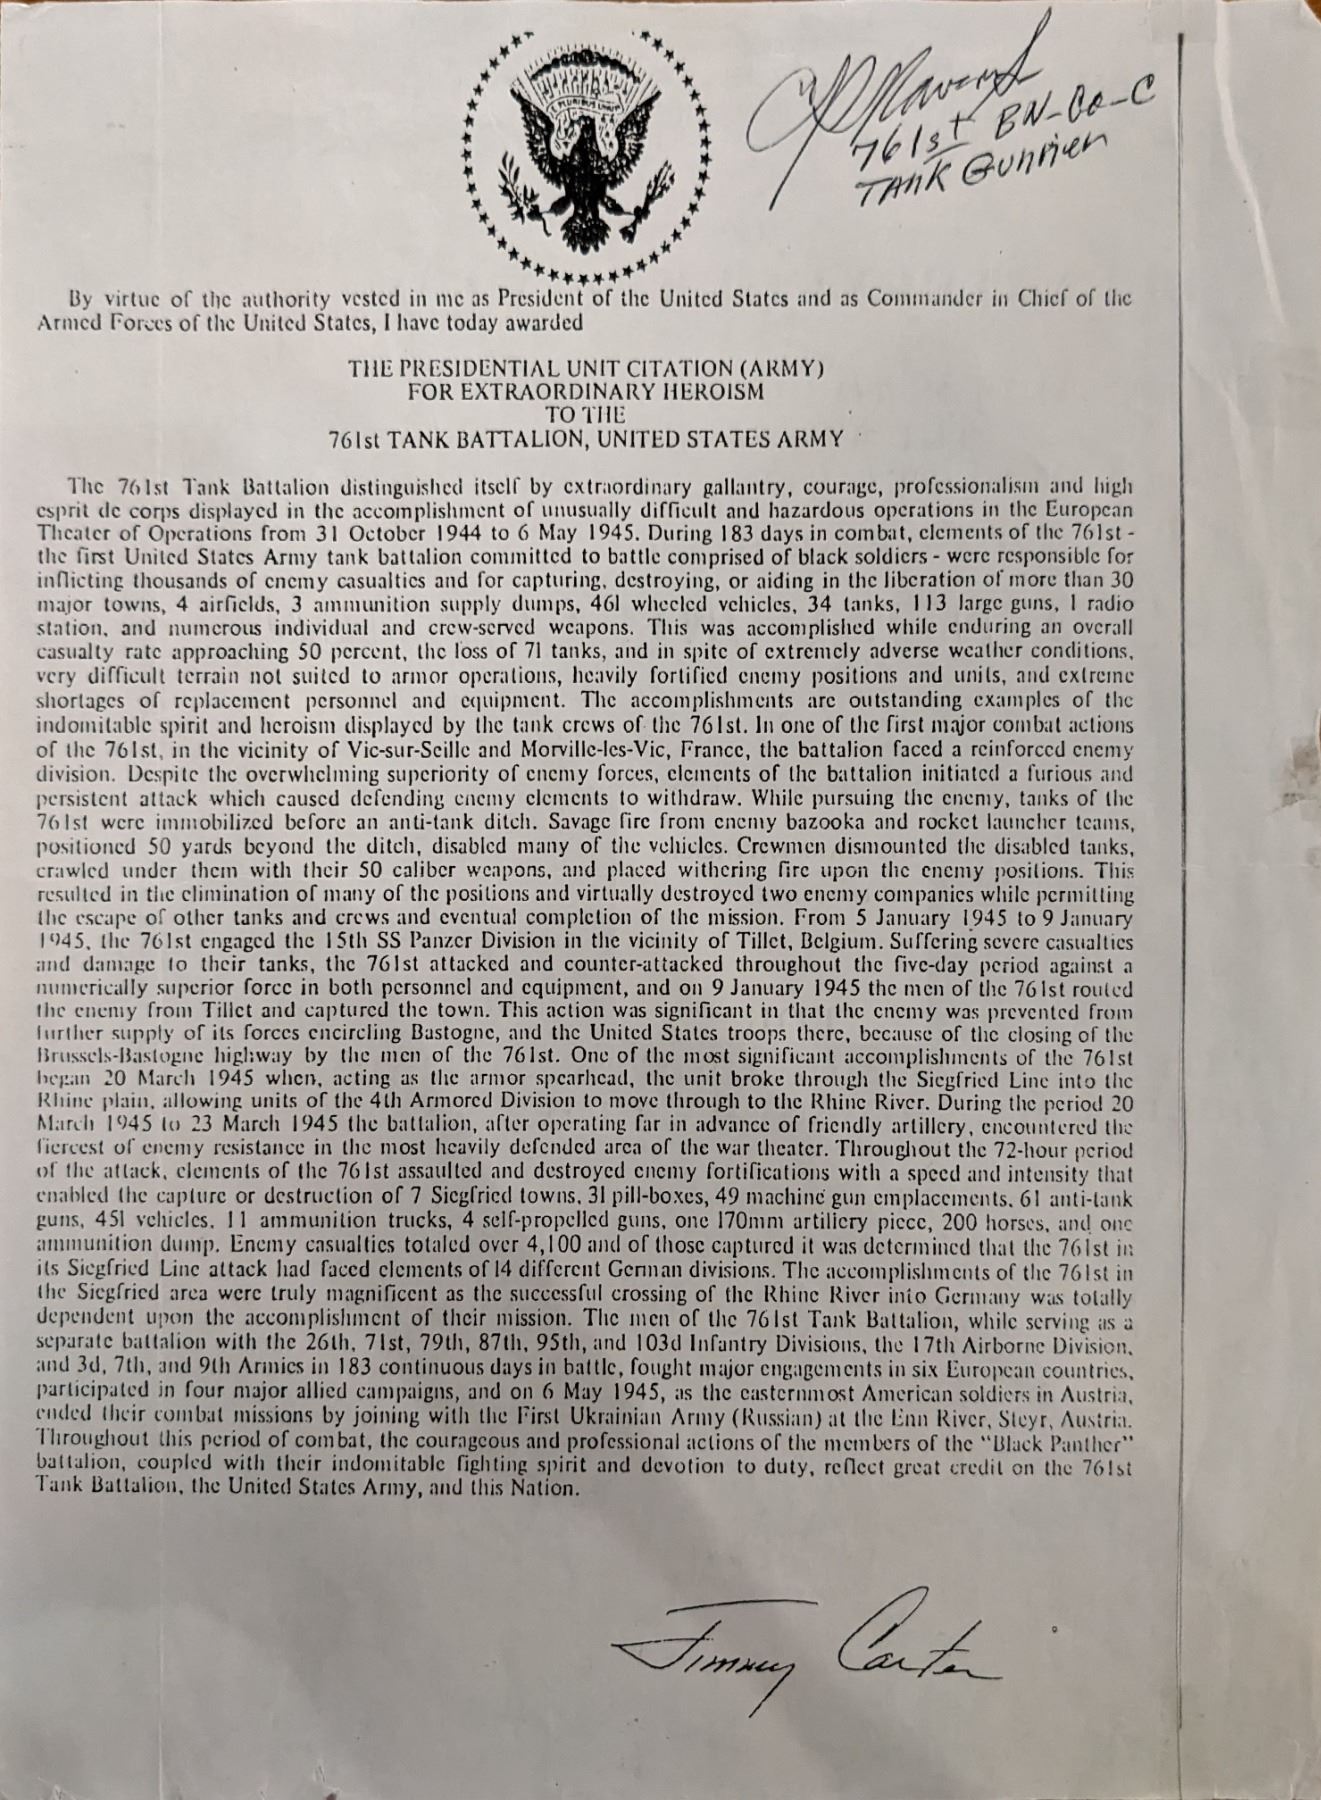 E PLURIBUS UNUM
761st BN-Co-C
TANK Gunner
By virtue of the authority vested in me as President of the United States and as Commander in Chief of the
Armed Forces of the United States, I have today awarded
THE PRESIDENTIAL UNIT CITATION (ARMY)
FOR EXTRAORDINARY HEROISM
TO THE
761st TANK BATTALION, UNITED STATES ARMY
The 761st Tank Battalion distinguished itself by extraordinary gallantry, courage, professionalism and high
esprit de corps displayed in the accomplishment of unusually difficult and hazardous operations in the European
Theater of Operations from 31 October 1944 to 6 May 1945. During 183 days in combat, elements of the 761st -
the first United States Army tank battalion committed to battle comprised of black soldiers - were responsible for
inflicting thousands of enemy casualties and for capturing, destroying, or aiding in the liberation of more than 30
major towns, 4 airfields, 3 ammunition supply dumps, 461 wheeled vehicles, 34 tanks, 113 large guns, 1 radio
station, and numerous individual and crew-served weapons. This was accomplished while enduring an overall
casualty rate approaching 50 percent, the loss of 71 tanks, and in spite of extremely adverse weather conditions,
very difficult terrain not suited to armor operations, heavily fortified enemy positions and units, and extreme
shortages of replacement personnel and equipment. The accomplishments are outstanding examples of the
indomitable spirit and heroism displayed by the tank crews of the 761st. In one of the first major combat actions
of the 761st, in the vicinity of Vic-sur-Seille and Morville-les-Vic, France, the battalion faced a reinforced enemy
division. Despite the overwhelming superiority of enemy forces, elements of the battalion initiated a furious and
persistent attack which caused defending enemy elements to withdraw. While pursuing the enemy, tanks of the
761st were immobilized before an anti-tank ditch. Savage fire from enemy bazooka and rocket launcher teams,
positioned 50 yards beyond the ditch, disabled many of the vehicles. Crewmen dismounted the disabled tanks,
crawled under them with their 50 caliber weapons, and placed withering fire upon the enemy positions. This
resulted in the elimination of many of the positions and virtually destroyed two enemy companies while permitting
the escape of other tanks and crews and eventual completion of the mission. From 5 January 1945 to 9 January
1945, the 761st engaged the 15th SS Panzer Division in the vicinity of Tillet, Belgium. Suffering severe casualties
and damage to their tanks, the 761st attacked and counter-attacked throughout the five-day period against a
numerically superior force in both personnel and equipment, and on 9 January 1945 the men of the 761st routed
the enemy from Tillet and captured the town. This action was significant in that the enemy was prevented from
further supply of its forces encircling Bastogne, and the United States troops there, because of the closing of the
Brussels-Bastogne highway by the men of the 761st. One of the most significant accomplishments of the 761st
began 20 March 1945 when, acting as the armor spearhead, the unit broke through the Siegfried Line into the
Rhine plain, allowing units of the 4th Armored Division to move through to the Rhine River. During the period 20
March 1945 to 23 March 1945 the battalion, after operating far in advance of friendly artillery, encountered the
fiercest of enemy resistance in the most heavily defended area of the war theater. Throughout the 72-hour period
of the attack, elements of the 761st assaulted and destroyed enemy fortifications with a speed and intensity that
enabled the capture or destruction of 7 Siegfried towns, 31 pill-boxes, 49 machine gun emplacements, 61 anti-tank
guns, 451 vehicles, 11 ammunition trucks, 4 self-propelled guns, one 170mm artillery piece, 200 horses, and one
ammunition dump. Enemy casualties totaled over 4,100 and of those captured it was determined that the 761st in
its Siegfried Line attack had faced elements of 14 different German divisions. The accomplishments of the 761st in
the Siegfried area were truly magnificent as the successful crossing of the Rhine River into Germany was totally
dependent upon the accomplishment of their mission. The men of the 761st Tank Battalion, while serving as a
separate battalion with the 26th, 71st, 79th, 87th, 95th, and 103d Infantry Divisions, the 17th Airborne Division,
and 3d, 7th, and 9th Armies in 183 continuous days in battle, fought major engagements in six European countries,
participated in four major allied campaigns, and on 6 May 1945, as the easternmost American soldiers in Austria,
ended their combat missions by joining with the First Ukrainian Army (Russian) at the Enn River, Steyr, Austria.
Throughout this period of combat, the courageous and professional actions of the members of the “Black Panther”
battalion, coupled with their indomitable fighting spirit and devotion to duty, reflect great credit on the 761st
Tank Battalion, the United States Army, and this Nation.
Jimmy Carter